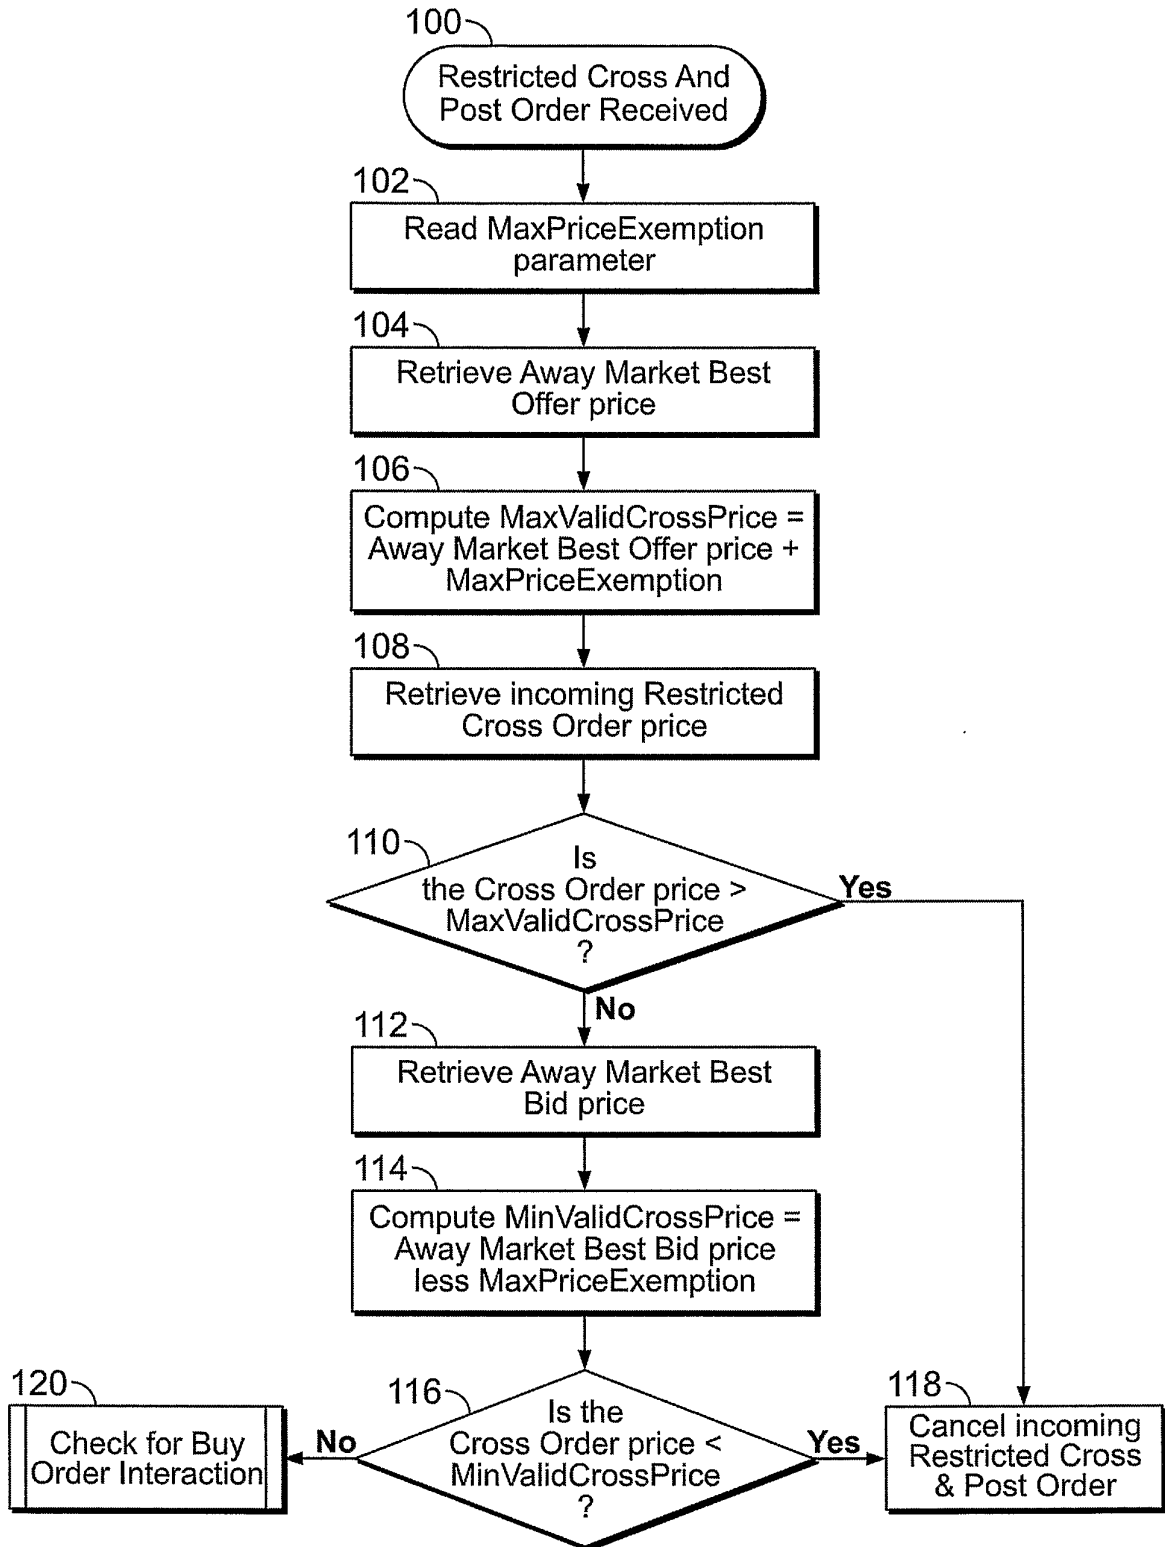 100
Restricted Cross And
Post Order Received
102
Read MaxPriceExemption
parameter
104
Retrieve Away Market Best
Offer price
106
Compute MaxValidCrossPrice =
Away Market Best Offer price +
MaxPriceExemption
108
Retrieve incoming Restricted
Cross Order price
110
Is
the Cross Order price >
MaxValidCrossPrice
?
Yes
No
112
Retrieve Away Market Best
Bid price
114
Compute MinValidCrossPrice =
Away Market Best Bid price
less MaxPriceExemption
120
Check for Buy
Order Interaction
No
116
Is the
Cross Order price <
MinValidCrossPrice
?
Yes
118
Cancel incoming
Restricted Cross
& Post Order